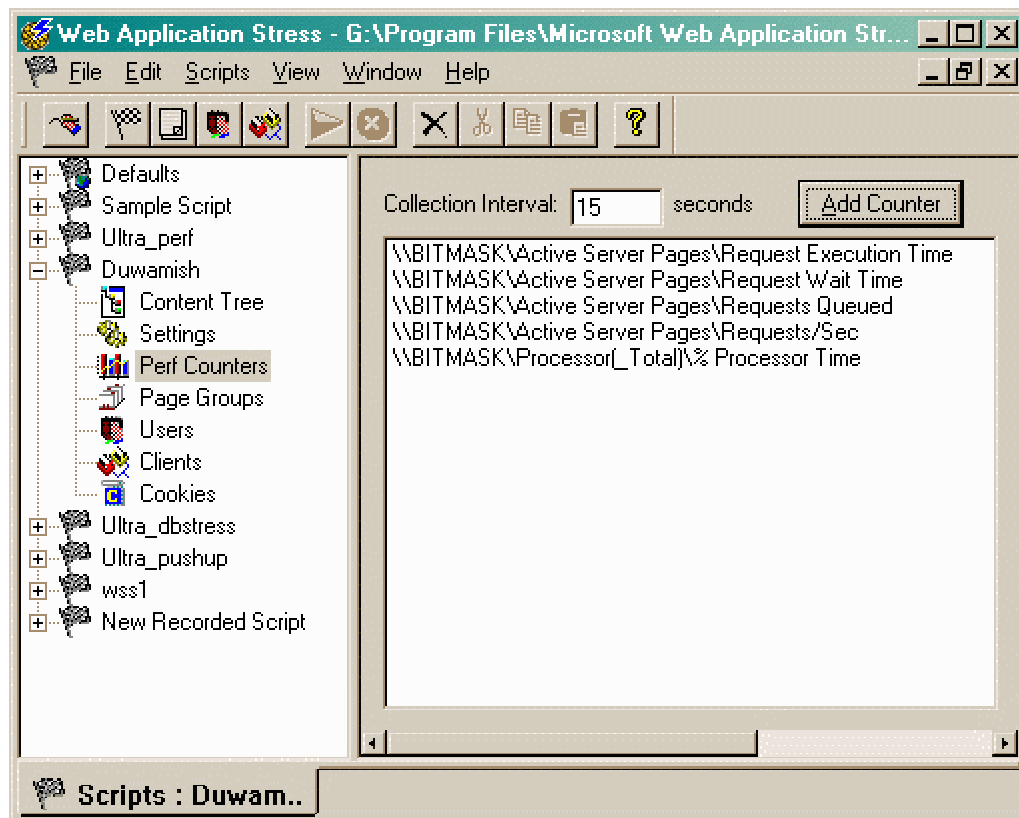 Web Application Stress - G:\Program Files\Microsoft Web Application Str...
File Edit Scripts View Window Help
Defaults
Sample Script
Ultra_perf
Duwamish
Content Tree
Settings
Perf Counters
Page Groups
Users
Clients
Cookies
Ultra_dbstress
Ultra_pushup
wss1
New Recorded Script
Collection Interval: 15 seconds Add Counter
\\BITMASK\Active Server Pages\Request Execution Time
\\BITMASK\Active Server Pages\Request Wait Time
\\BITMASK\Active Server Pages\Requests Queued
\\BITMASK\Active Server Pages\Requests/Sec
\\BITMASK\Processor(_Total)\% Processor Time
Scripts : Duwam..